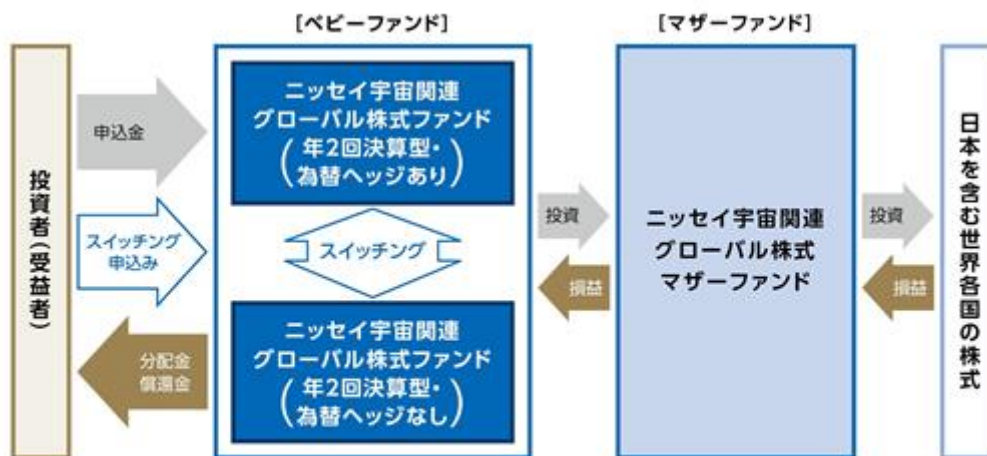 [ベビーファンド]
[マザーファンド]
投資者(受益者)
申込金
スイッチング
申込み
分配金
償還金
ニッセイ宇宙関連
グローバル株式ファンド
(年2回決算型・
為替ヘッジあり)
スイッチング
ニッセイ宇宙関連
グローバル株式ファンド
(年2回決算型・
為替ヘッジなし)
投資
損益
ニッセイ宇宙関連
グローバル株式
マザーファンド
投資
損益
日本を含む世界各国の株式